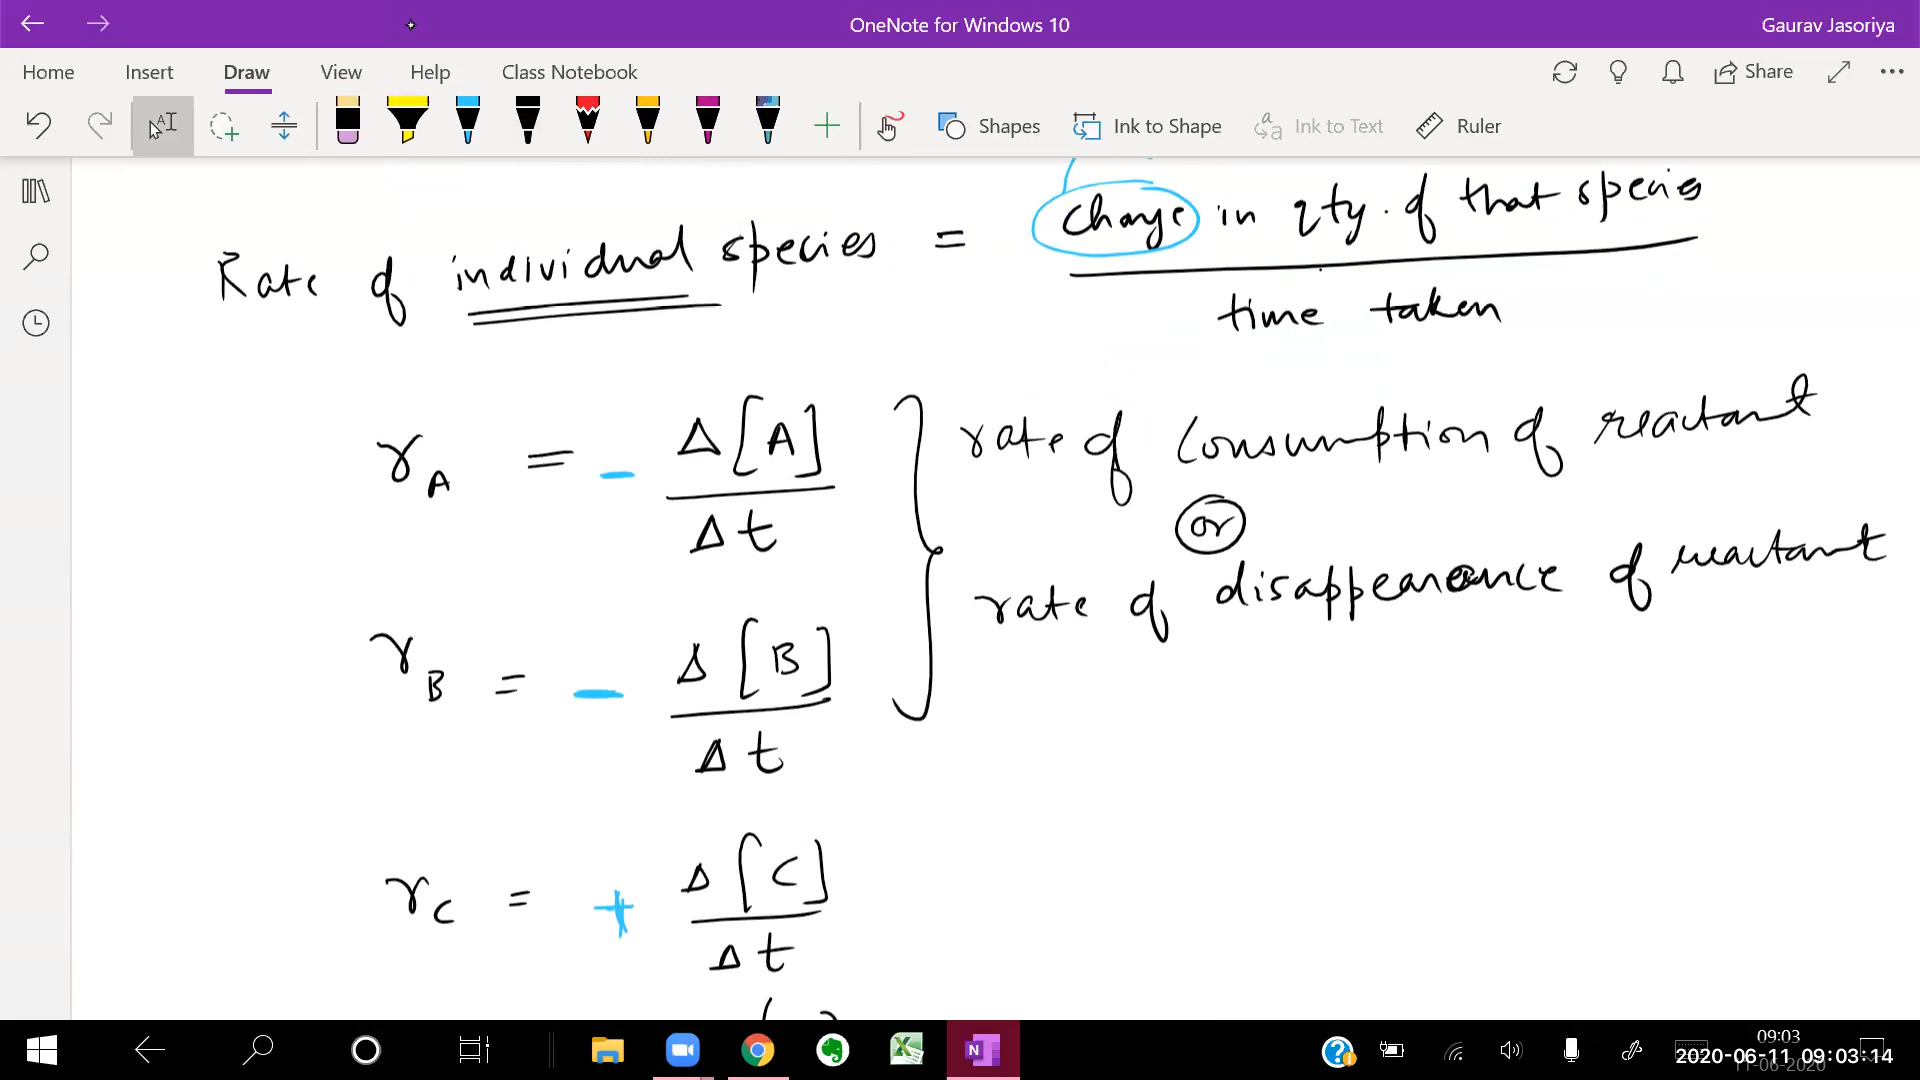 OneNote for Windows 10
Gaurav Jasoriya
Home Insert Draw View Help Class Notebook
Share
Shapes Ink to Shape Ink to Text Ruler
Rate of individual species = change in qty. of that species
time taken
r_A = - Δ[A]
Δt
rate of consumption of reactant
or
rate of disappearance of reactant
r_B = - Δ[B]
Δt
r_C = + Δ[C]
Δt
09:03
2020-06-11 09:03:14
11-06-2020